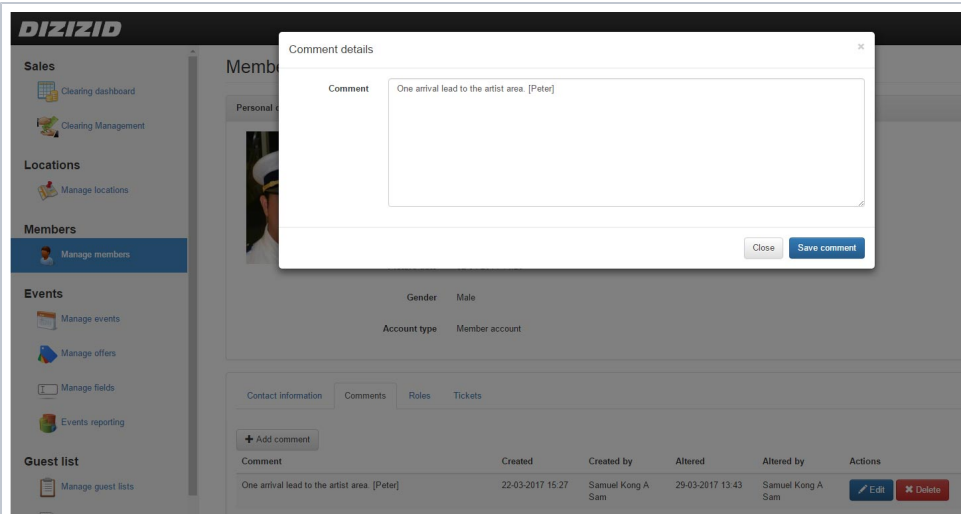 DIZIZID
Sales
Clearing dashboard
Clearing Management
Locations
Manage locations
Members
Manage members
Events
Manage events
Manage offers
Manage fields
Events reporting
Guest list
Manage guest lists
Comment details
×
Comment
One arrival lead to the artist area. [Peter]
Close
Save comment
Gender Male
Account type Member account
Contact information Comments Roles Tickets
+ Add comment
Comment Created Created by Altered Altered by Actions
One arrival lead to the artist area. [Peter] 22-03-2017 15:27 Samuel Kong A Sam 29-03-2017 13:43 Samuel Kong A Sam Edit Delete